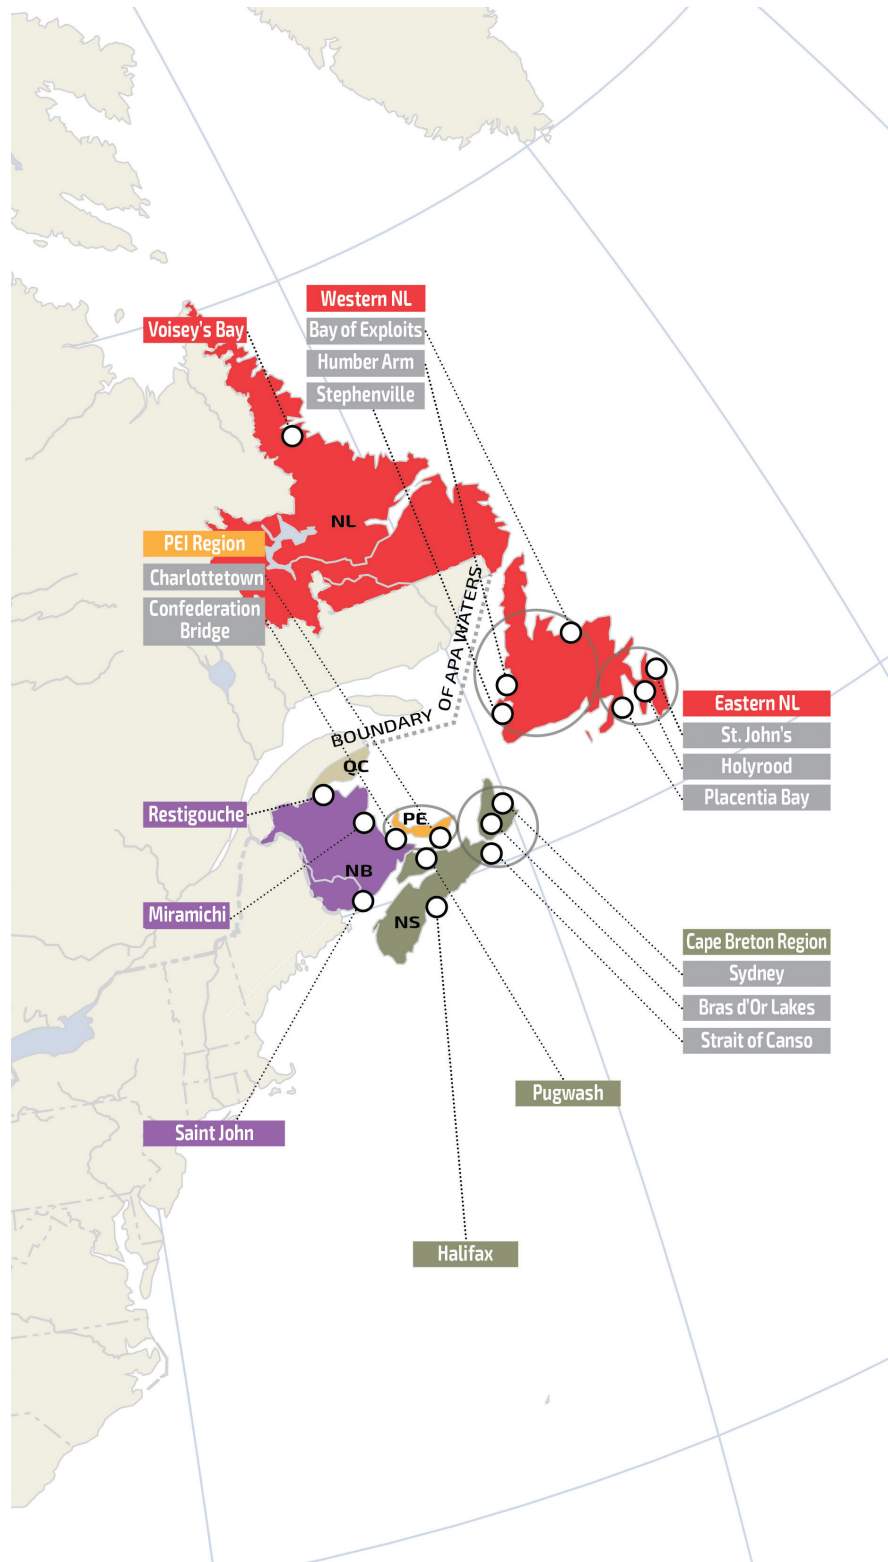 Western NL
Voisey's Bay
Bay of Exploits
Humber Arm
Stephenville
NL
PEI Region
Charlottetown
Confederation
Bridge
BOUNDARY OF APA WATERS
Eastern NL
St. John's
Holyrood
Placentia Bay
QC
Restigouche
PE
NB
Miramichi
NS
Cape Breton Region
Sydney
Bras d'Or Lakes
Strait of Canso
Pugwash
Saint John
Halifax